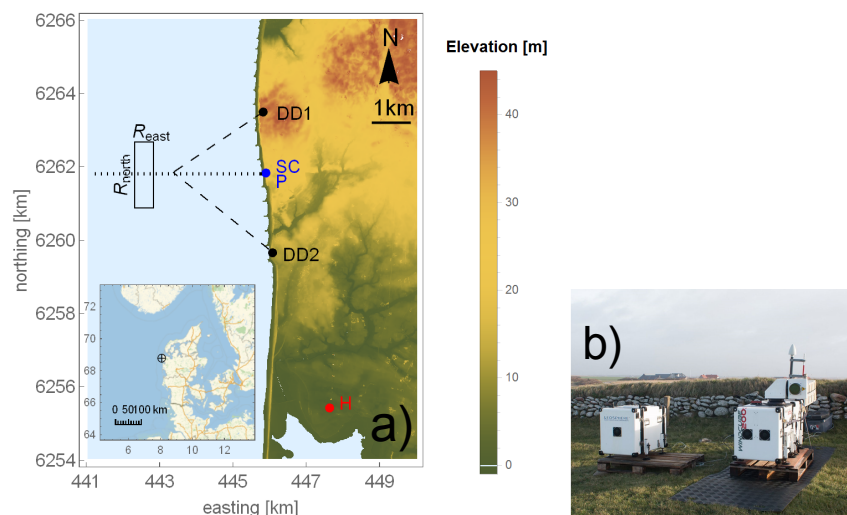 6266
6264
6262
6260
6258
6256
6254
northing [km]
441
443
445
447
449
easting [km]
N
1km
DD1
SC
P
DD2
H
R east
R north
a)
72
70
68
66
64
6
8
10
12
0 50100 km
Elevation [m]
40
30
20
10
0
b)
WINDCUBE